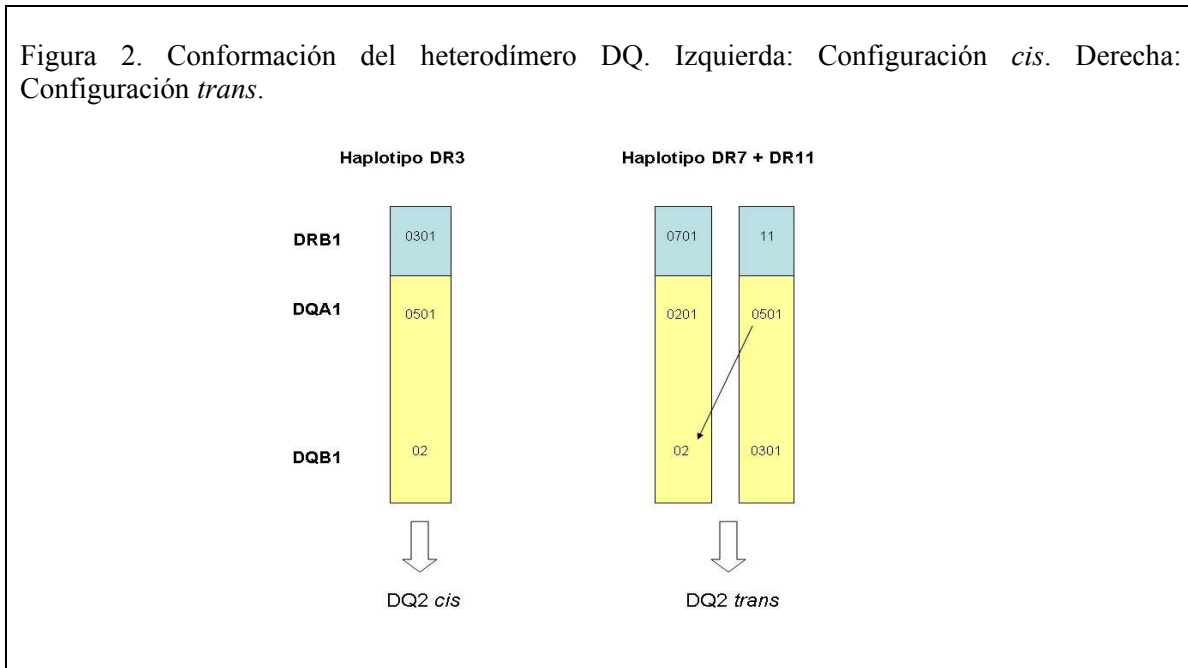 Figura 2. Conformación del heterodímero DQ. Izquierda: Configuración cis. Derecha:
Configuración trans.
Haplotipo DR3
Haplotipo DR7 + DR11
DRB1
0301
0701
11
DQA1
0501
0201
0501
DQB1
02
02
0301
DQ2 cis
DQ2 trans